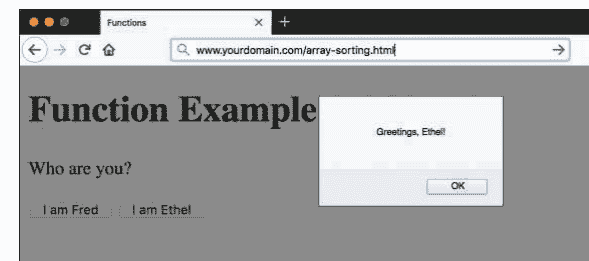 Functions
www.yourdomain.com/array-sorting.html
Function Example
Greetings, Ethel!
Who are you?
OK
I am Fred
I am Ethel